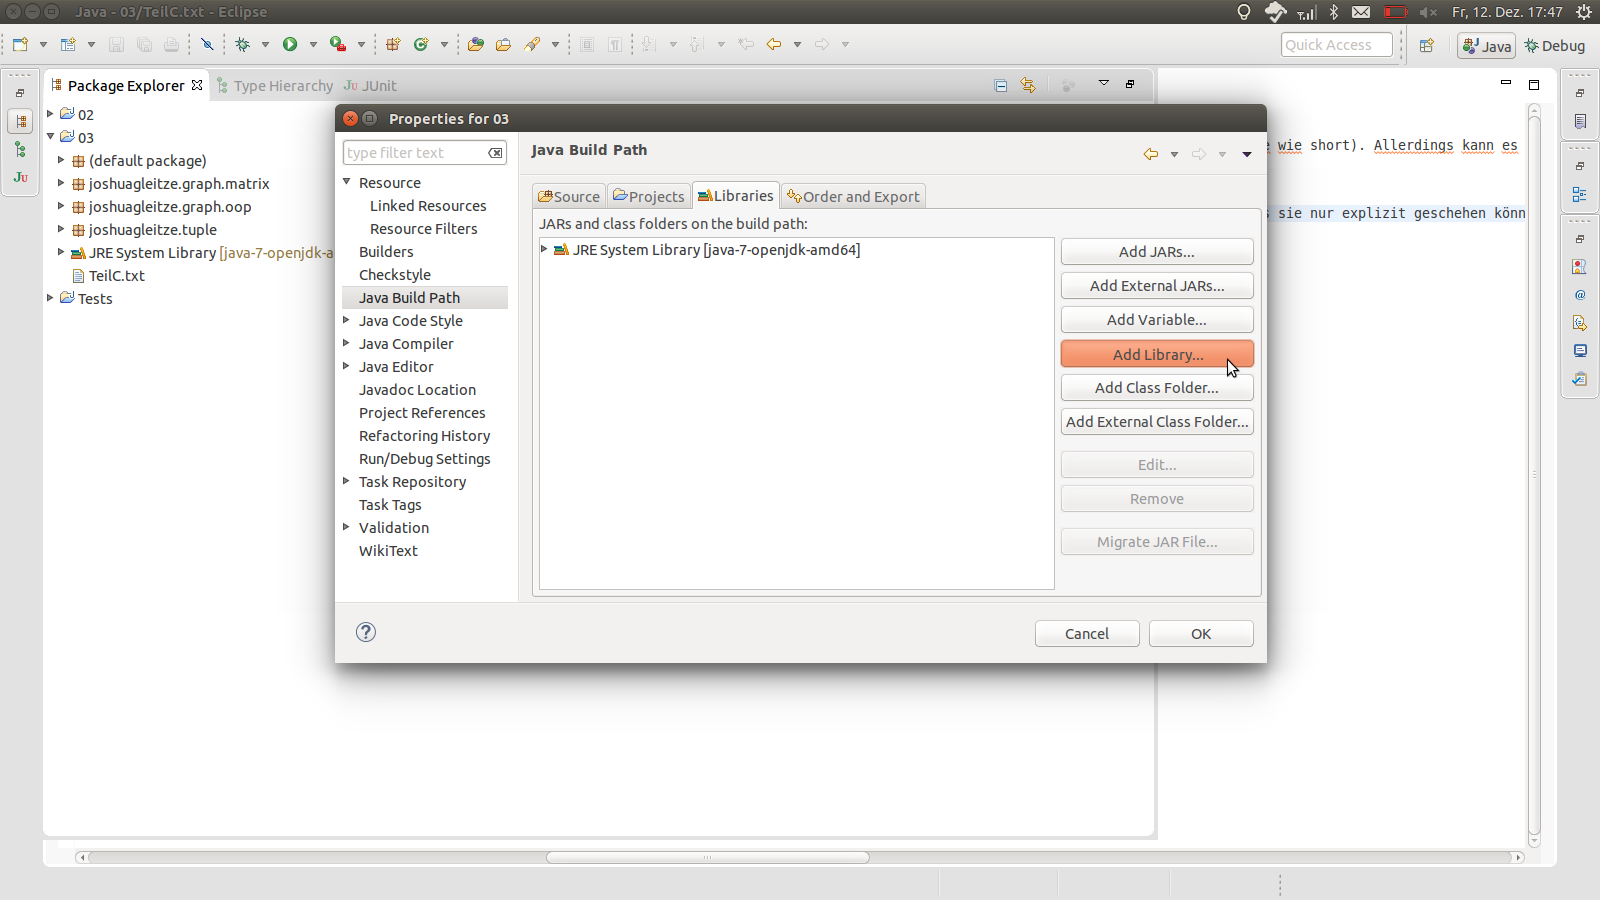 Java - 03/TeilC.txt - Eclipse
Fr, 12. Dez. 17:47
Quick Access
Java
Debug
Package Explorer
Type Hierarchy
JUnit
02
03
(default package)
joshuagleitze.graph.matrix
joshuagleitze.graph.oop
joshuagleitze.tuple
JRE System Library [java-7-openjdk-a
TeilC.txt
Tests
Properties for 03
type filter text
Resource
Linked Resources
Resource Filters
Builders
Checkstyle
Java Build Path
Java Code Style
Java Compiler
Java Editor
Javadoc Location
Project References
Refactoring History
Run/Debug Settings
Task Repository
Task Tags
Validation
WikiText
Java Build Path
Source
Projects
Libraries
Order and Export
JARs and class folders on the build path:
JRE System Library [java-7-openjdk-amd64]
Add JARs...
Add External JARs...
Add Variable...
Add Library...
Add Class Folder...
Add External Class Folder...
Edit...
Remove
Migrate JAR File...
Cancel
OK
wie short). Allerdings kann es
s sie nur explizit geschehen könn